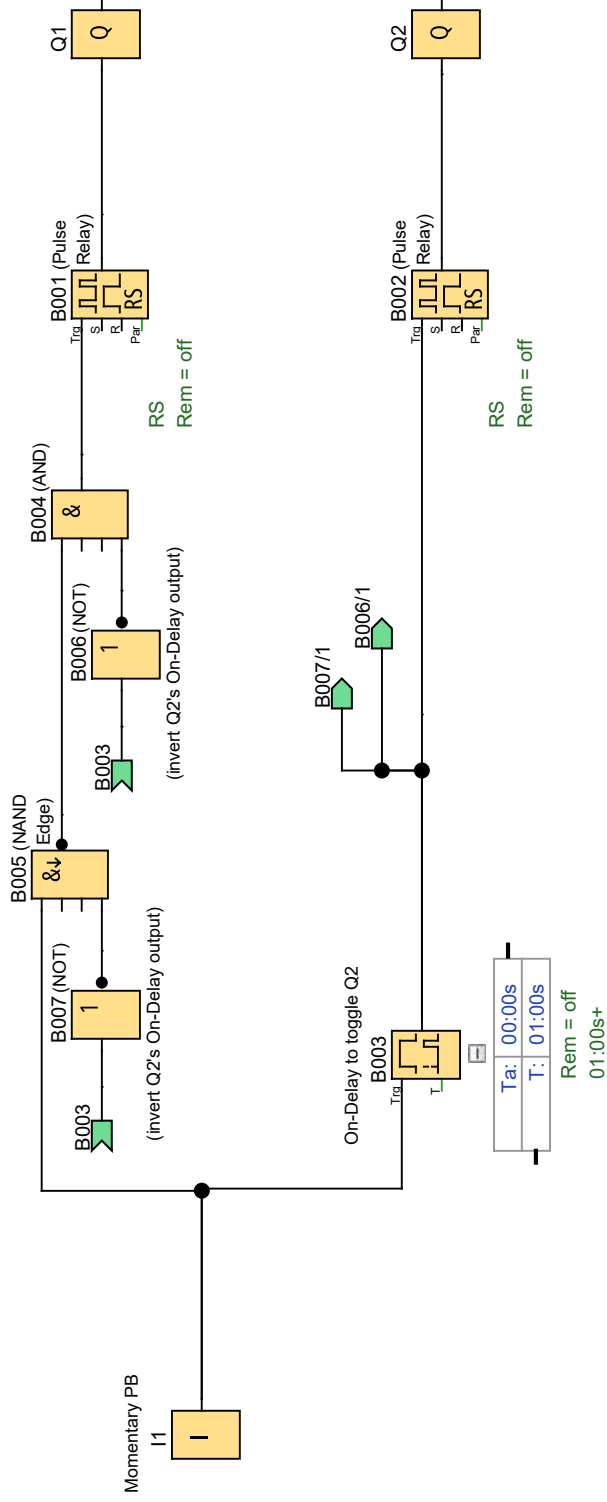 Momentary PB
I1
I
B003
B007 (NOT)
1
(invert Q2's On-Delay output)
B005 (NAND
Edge)
&↓
B003
B006 (NOT)
1
(invert Q2's On-Delay output)
B004 (AND)
&
B001 (Pulse
Relay)
Trg
S
R
Par
RS
RS
Rem = off
Q1
Q
On-Delay to toggle Q2
B003
Trg
T
Ta: 00:00s
T: 01:00s
Rem = off
01:00s+
B007/1
B006/1
B002 (Pulse
Relay)
Trg
S
R
Par
RS
RS
Rem = off
Q2
Q